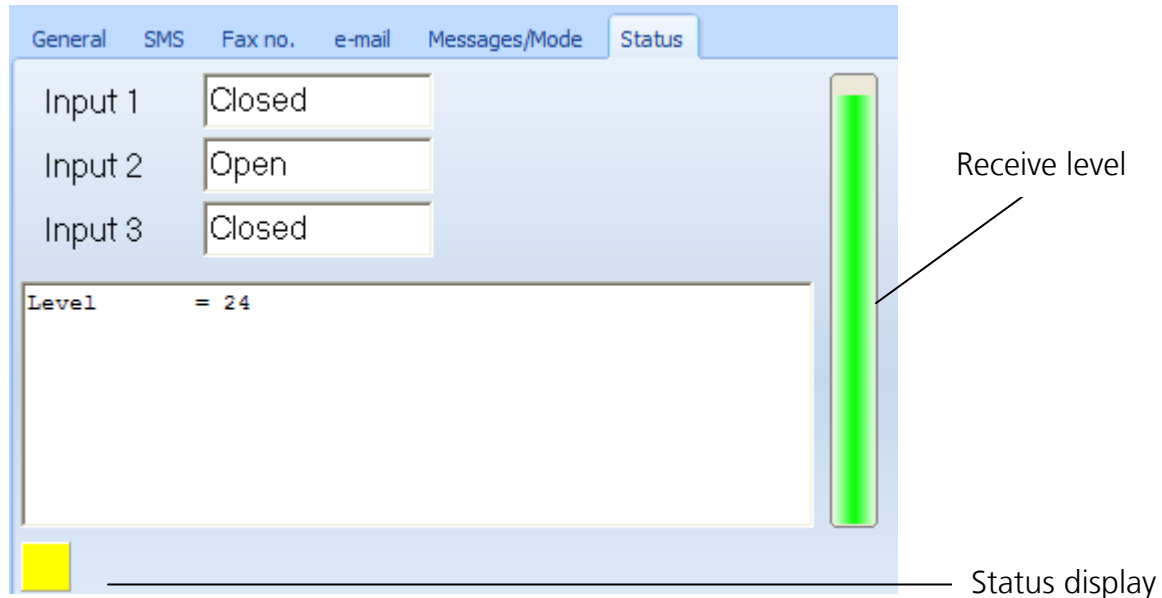 General SMS Fax no. e-mail Messages/Mode Status
Input 1 Closed
Input 2 Open
Receive level
Input 3 Closed
Level = 24
Status display